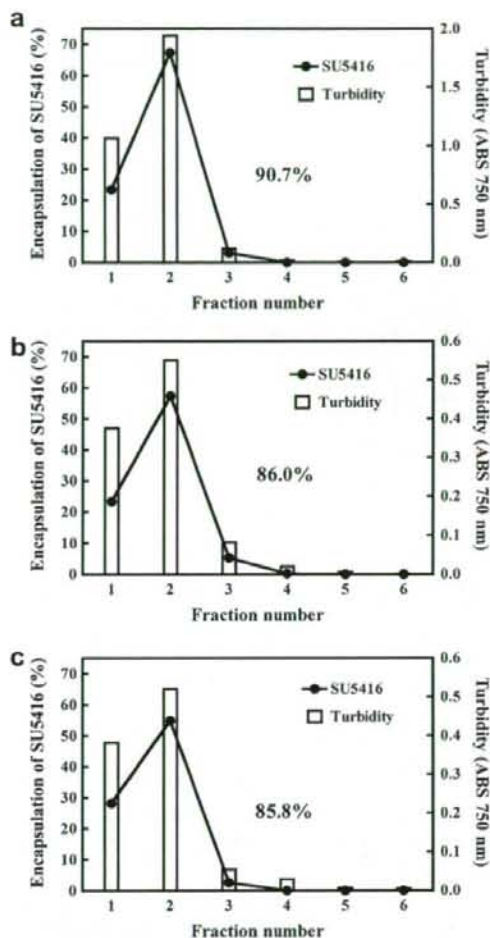 a
Encapsulation of SU5416 (%)
70
60
50
40
30
20
10
0
SU5416
Turbidity
90.7%
2.0
1.5
1.0
0.5
0.0
Turbidity (ABS 750 nm)
1 2 3 4 5 6
Fraction number
b
Encapsulation of SU5416 (%)
70
60
50
40
30
20
10
0
SU5416
Turbidity
86.0%
0.6
0.5
0.4
0.3
0.2
0.1
0.0
Turbidity (ABS 750 nm)
1 2 3 4 5 6
Fraction number
c
Encapsulation of SU5416 (%)
70
60
50
40
30
20
10
0
SU5416
Turbidity
85.8%
0.6
0.5
0.4
0.3
0.2
0.1
0.0
Turbidity (ABS 750 nm)
1 2 3 4 5 6
Fraction number